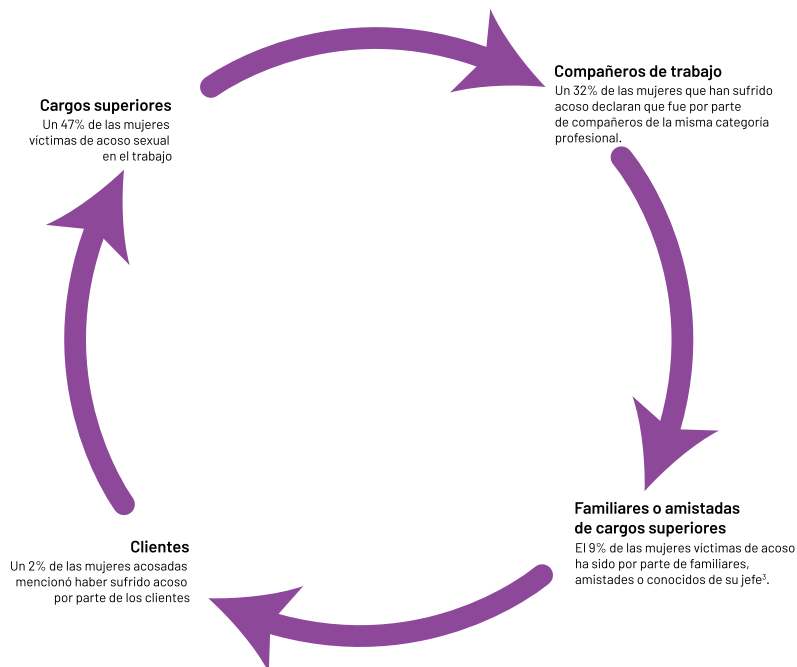 Cargos superiores
Un 47% de las mujeres
víctimas de acoso sexual
en el trabajo
Compañeros de trabajo
Un 32% de las mujeres que han sufrido
acoso declaran que fue por parte
de compañeros de la misma categoría
profesional.
Familiares o amistadas
de cargos superiores
El 9% de las mujeres víctimas de acoso
ha sido por parte de familiares,
amistades o conocidos de su jefe³.
Clientes
Un 2% de las mujeres acosadas
mencionó haber sufrido acoso
por parte de los clientes